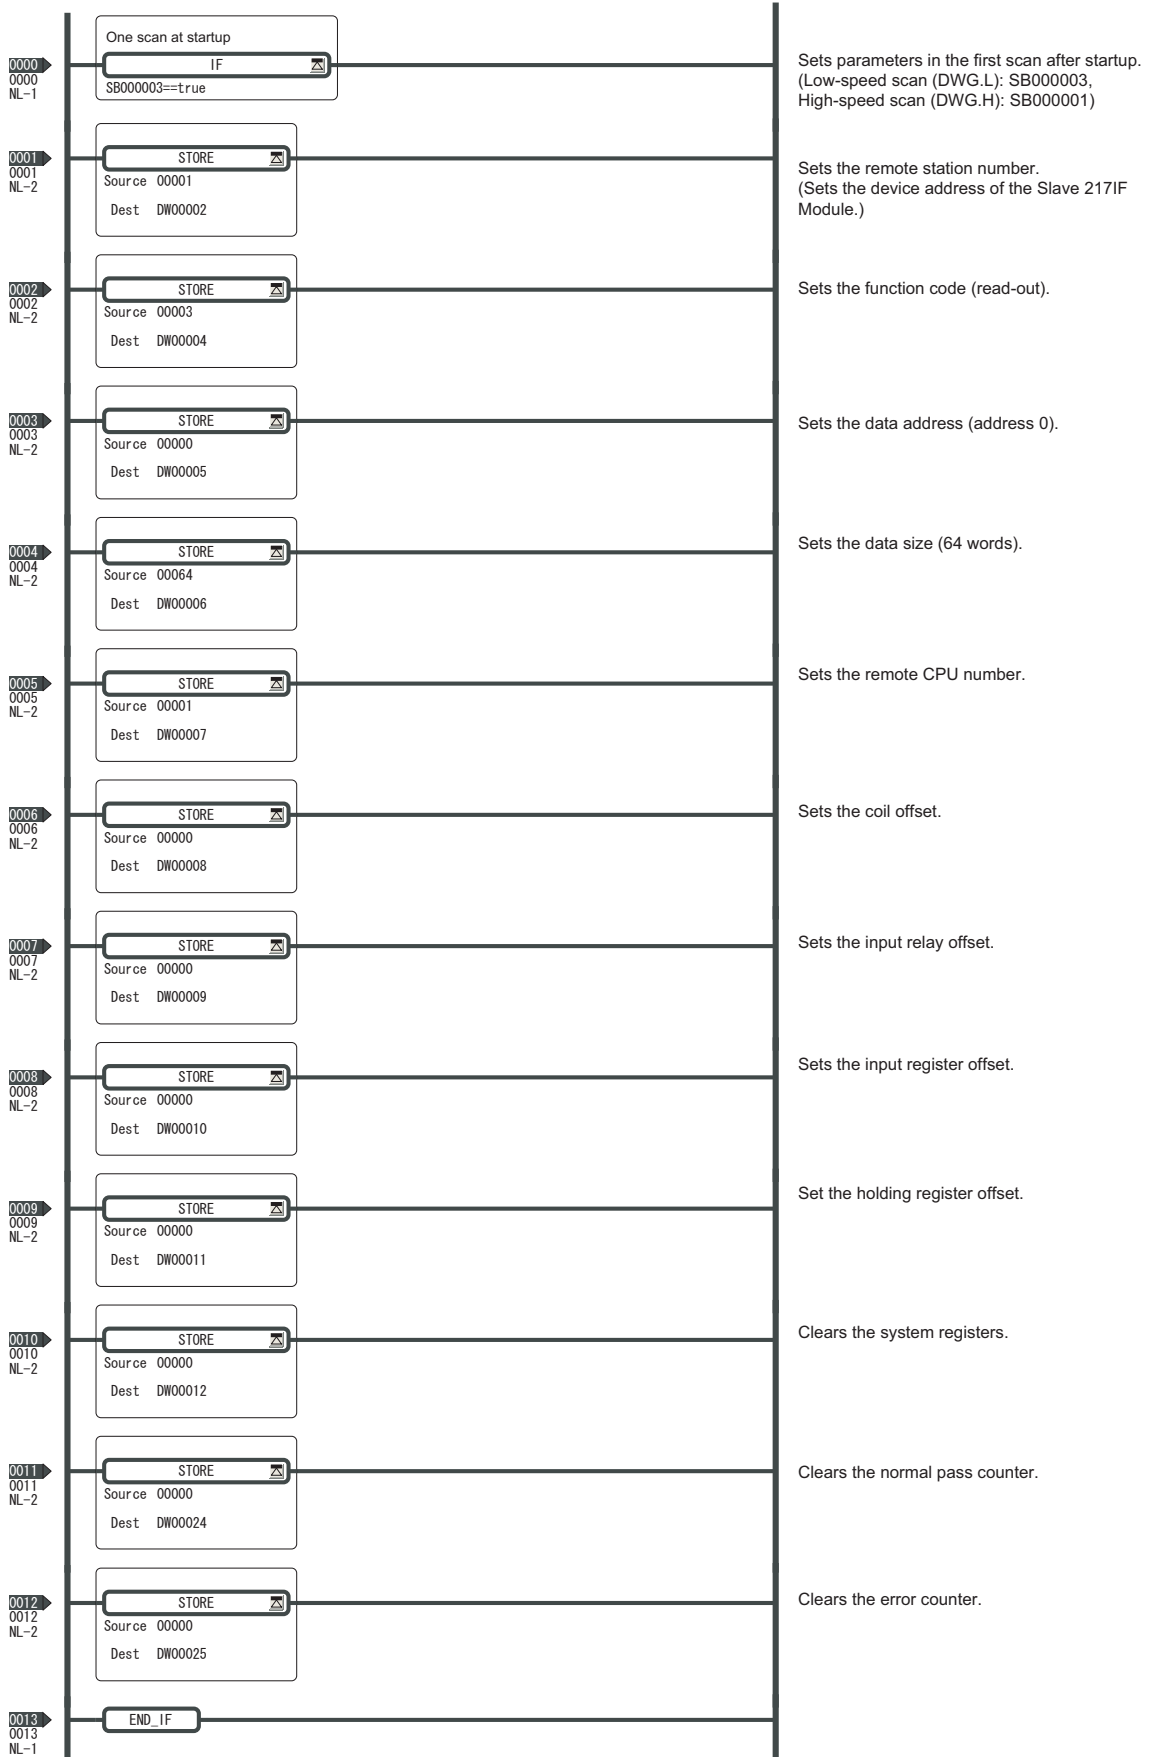 One scan at startup
0000
IF
0000
NL-1
SB000003==true
Sets parameters in the first scan after startup.
(Low-speed scan (DWG.L): SB000003,
High-speed scan (DWG.H): SB000001)
0001
STORE
0001
NL-2
Source 00001
Dest DW00002
Sets the remote station number.
(Sets the device address of the Slave 217IF
Module.)
0002
STORE
0002
NL-2
Source 00003
Dest DW00004
Sets the function code (read-out).
0003
STORE
0003
NL-2
Source 00000
Dest DW00005
Sets the data address (address 0).
0004
STORE
0004
NL-2
Source 00064
Dest DW00006
Sets the data size (64 words).
0005
STORE
0005
NL-2
Source 00001
Dest DW00007
Sets the remote CPU number.
0006
STORE
0006
NL-2
Source 00000
Dest DW00008
Sets the coil offset.
0007
STORE
0007
NL-2
Source 00000
Dest DW00009
Sets the input relay offset.
0008
STORE
0008
NL-2
Source 00000
Dest DW00010
Sets the input register offset.
0009
STORE
0009
NL-2
Source 00000
Dest DW00011
Set the holding register offset.
0010
STORE
0010
NL-2
Source 00000
Dest DW00012
Clears the system registers.
0011
STORE
0011
NL-2
Source 00000
Dest DW00024
Clears the normal pass counter.
0012
STORE
0012
NL-2
Source 00000
Dest DW00025
Clears the error counter.
0013
END_IF
0013
NL-1